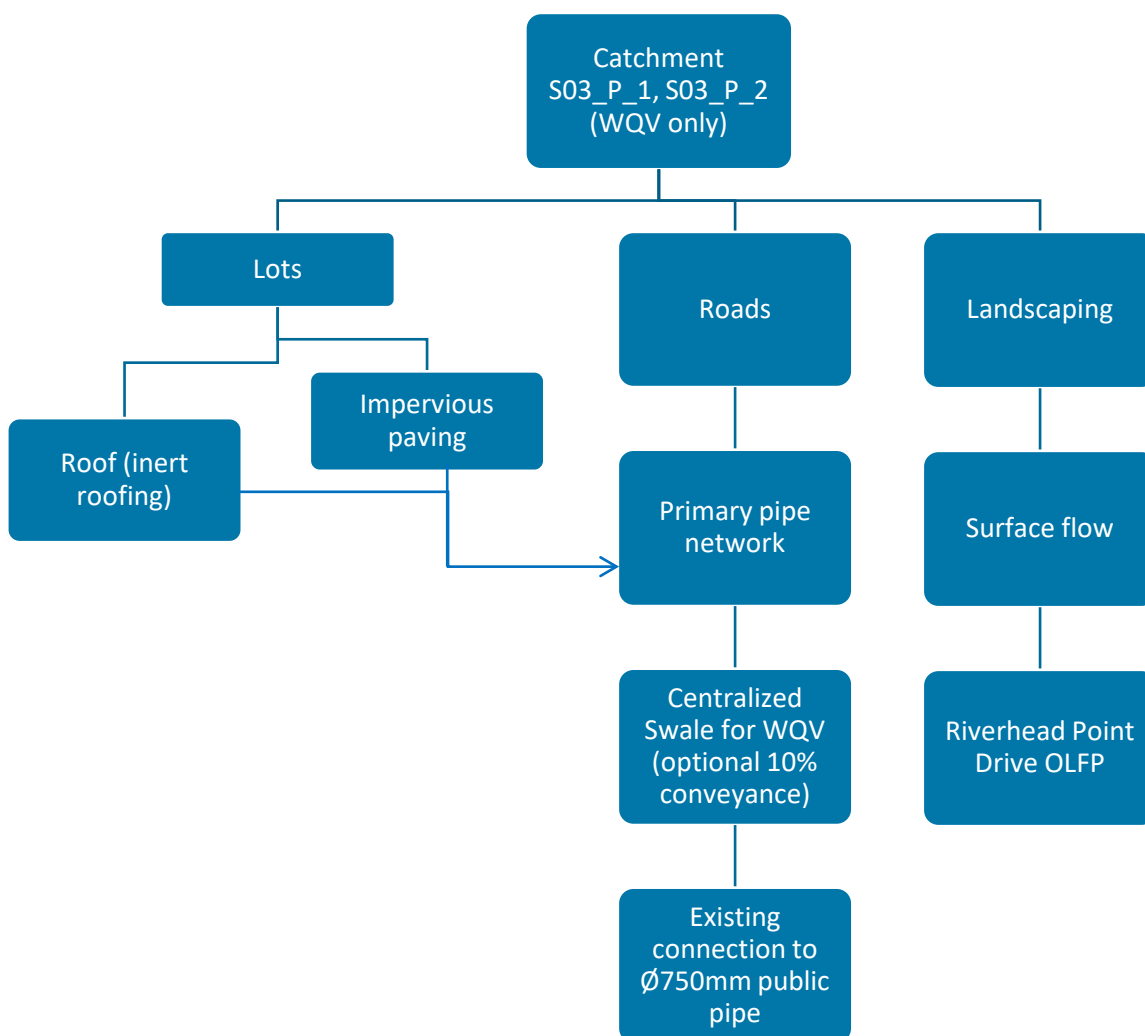 Catchment
S03_P_1, S03_P_2
(WQV only)
Lots
Roads
Landscaping
Impervious
paving
Roof (inert
roofing)
Primary pipe
network
Surface flow
Centralized
Swale for WQV
(optional 10%
conveyance)
Riverhead Point
Drive OLFP
Existing
connection to
Ø750mm public
pipe